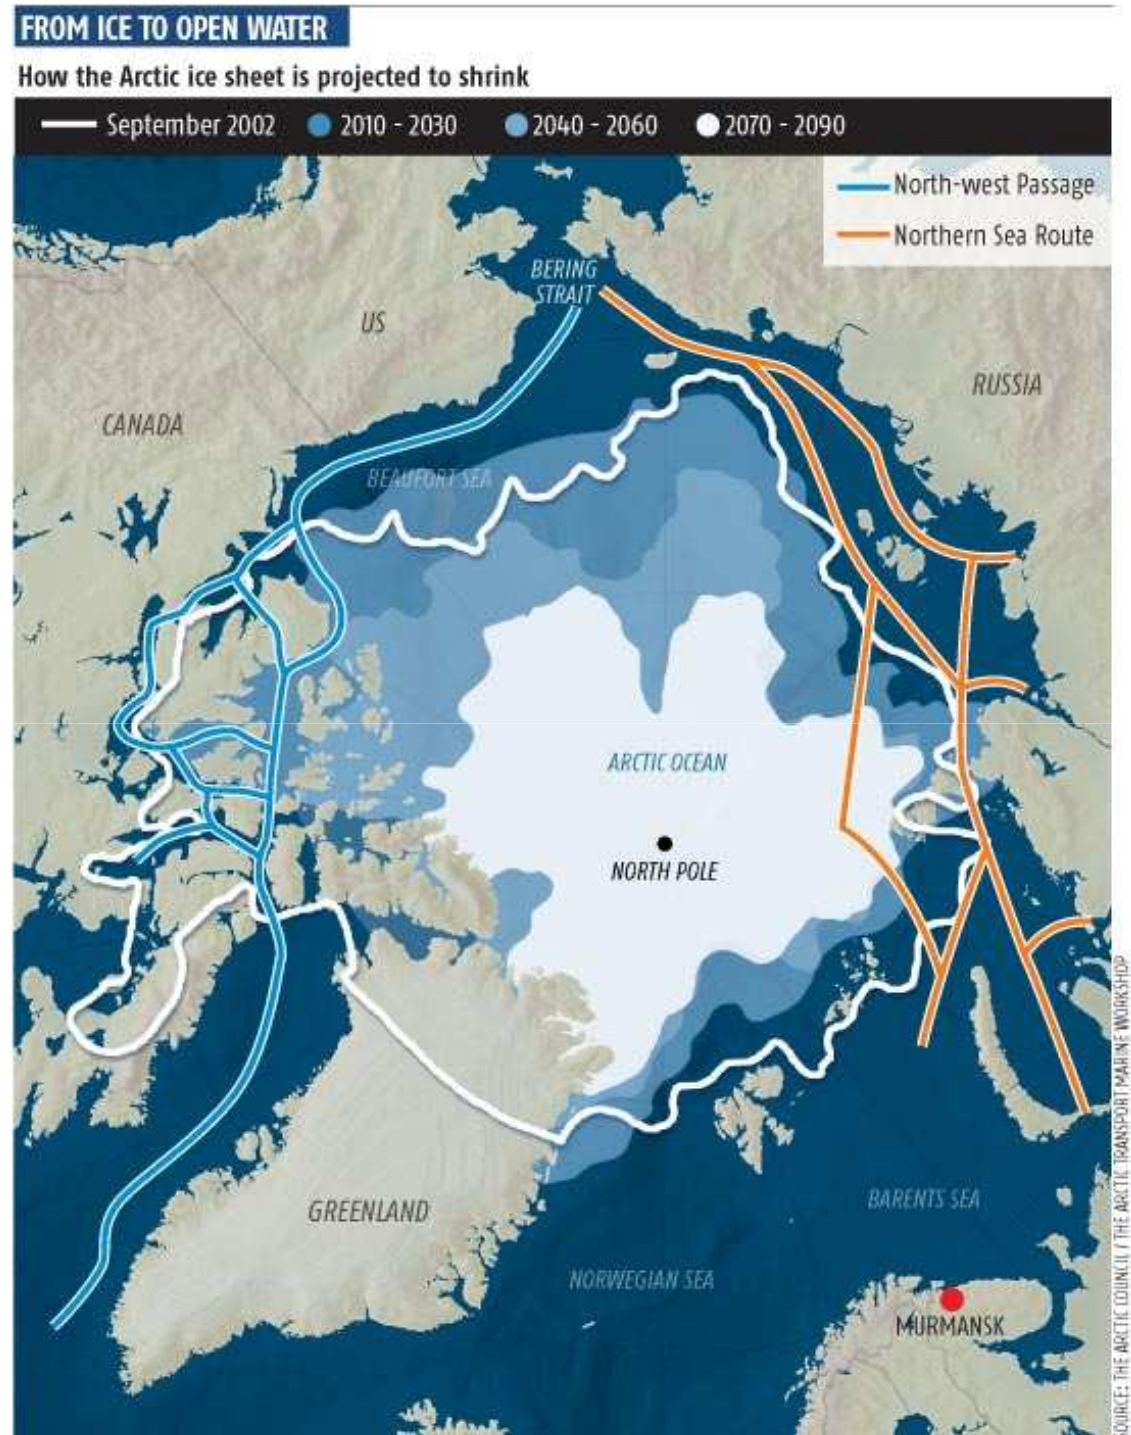 FROM ICE TO OPEN WATER
How the Arctic ice sheet is projected to shrink
September 2002
2010 - 2030
2040 - 2060
2070 - 2090
North-west Passage
Northern Sea Route
BERING
STRAIT
US
RUSSIA
CANADA
BEAUFORT SEA
ARCTIC OCEAN
NORTH POLE
GREENLAND
BARENTS SEA
NORWEGIAN SEA
MURMANSK
SOURCE: THE ARCTIC COUNCIL / THE ARCTIC TRANSPORT MARINE WORKSHOP